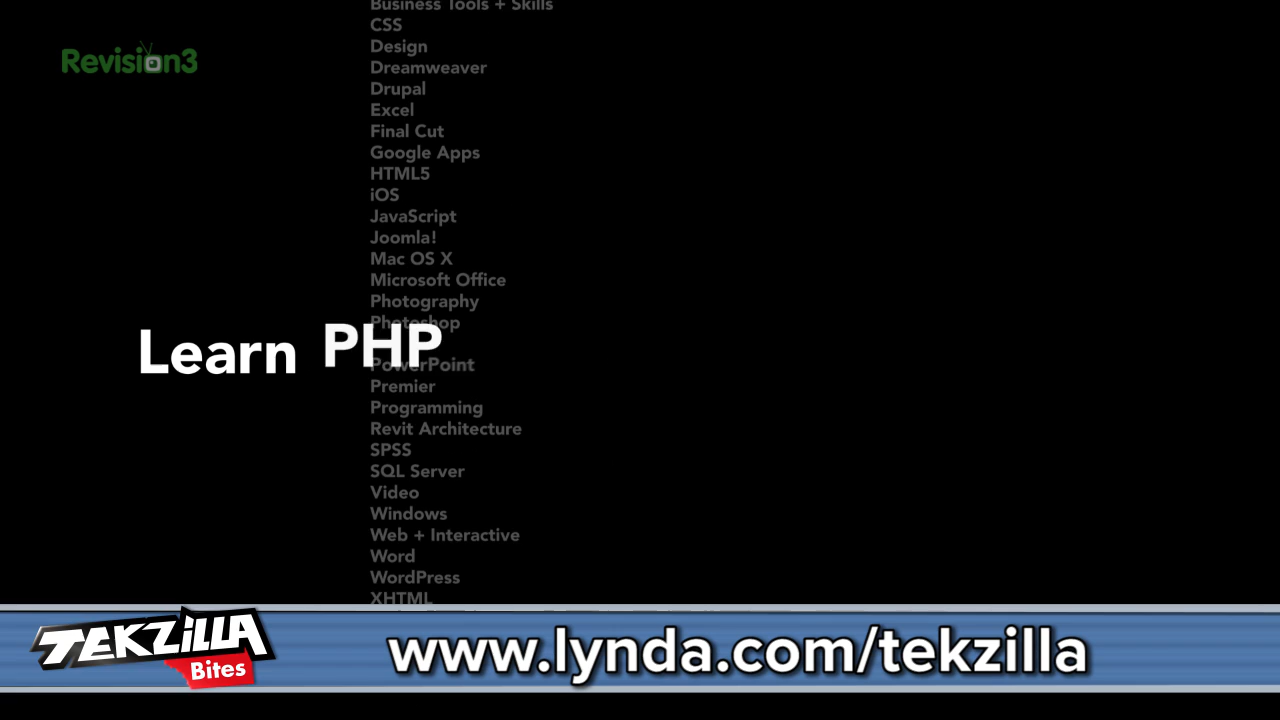 Business Tools + Skills
CSS
Revision3
Design
Dreamweaver
Drupal
Excel
Final Cut
Google Apps
HTML5
iOS
JavaScript
Joomla!
Mac OS X
Microsoft Office
Photography
Photoshop
Learn PHP
PowerPoint
Premier
Programming
Revit Architecture
SPSS
SQL Server
Video
Windows
Web + Interactive
Word
WordPress
XHTML
TEKZILLA
Bites
www.lynda.com/tekzilla